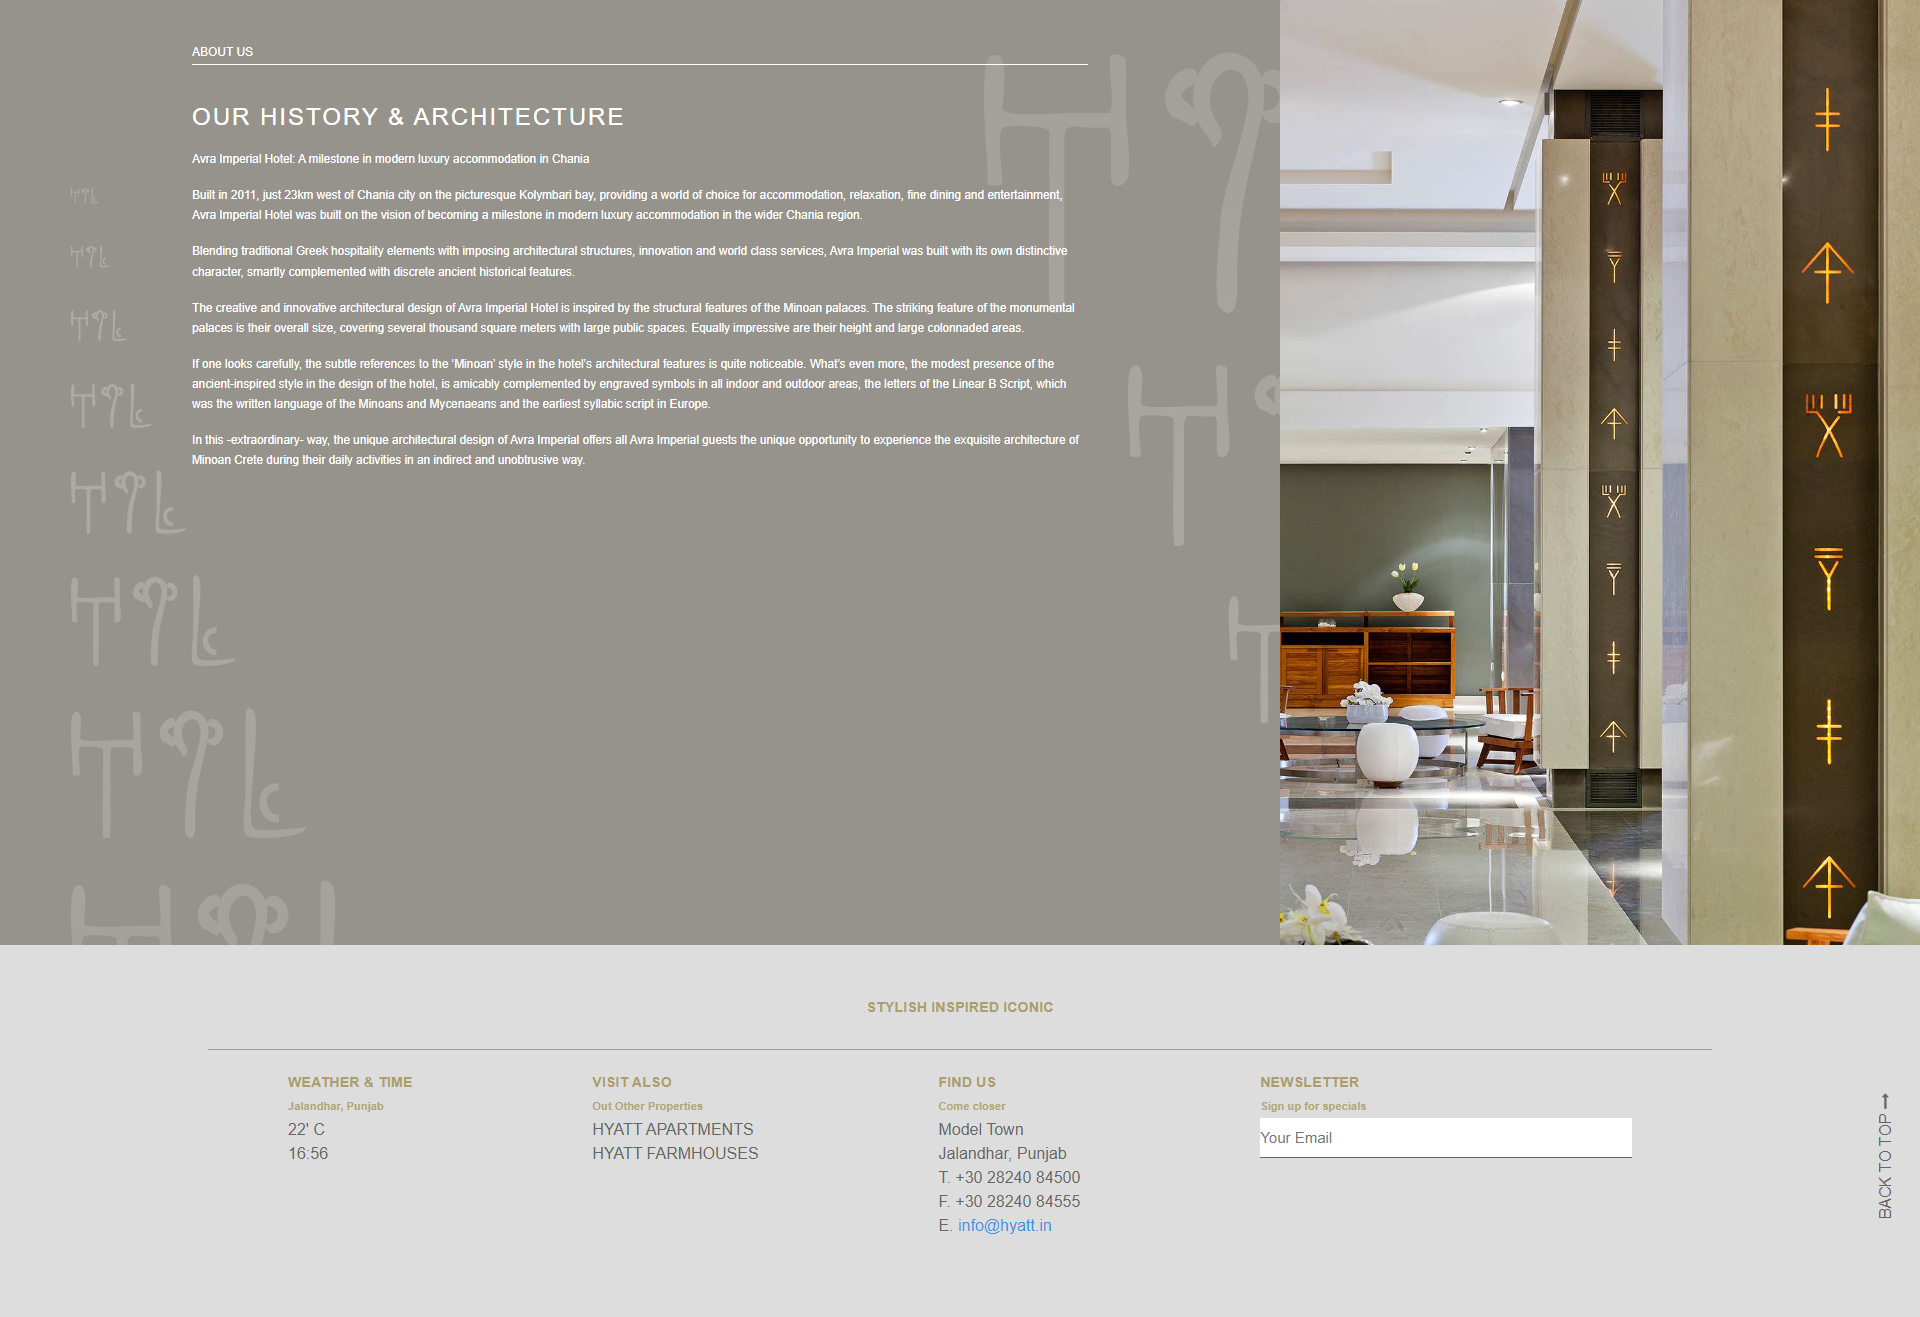 ABOUT US
OUR HISTORY & ARCHITECTURE
Avra Imperial Hotel: A milestone in modern luxury accommodation in Chania
Built in 2011, just 23km west of Chania city on the picturesque Kolymbari bay, providing a world of choice for accommodation, relaxation, fine dining and entertainment,
Avra Imperial Hotel was built on the vision of becoming a milestone in modern luxury accommodation in the wider Chania region.
Blending traditional Greek hospitality elements with imposing architectural structures, innovation and world class services, Avra Imperial was built with its own distinctive
character, smartly complemented with discrete ancient historical features.
The creative and innovative architectural design of Avra Imperial Hotel is inspired by the structural features of the Minoan palaces. The striking feature of the monumental
palaces is their overall size, covering several thousand square meters with large public spaces. Equally impressive are their height and large colonnaded areas.
If one looks carefully, the subtle references to the ‘Minoan’ style in the hotel’s architectural features is quite noticeable. What’s even more, the modest presence of the
ancient-inspired style in the design of the hotel, is amicably complemented by engraved symbols in all indoor and outdoor areas, the letters of the Linear B Script, which
was the written language of the Minoans and Mycenaeans and the earliest syllabic script in Europe.
In this -extraordinary- way, the unique architectural design of Avra Imperial offers all Avra Imperial guests the unique opportunity to experience the exquisite architecture of
Minoan Crete during their daily activities in an indirect and unobtrusive way.
STYLISH INSPIRED ICONIC
WEATHER & TIME
Jalandhar, Punjab
22' C
16:56
VISIT ALSO
Out Other Properties
HYATT APARTMENTS
HYATT FARMHOUSES
FIND US
Come closer
Model Town
Jalandhar, Punjab
T. +30 28240 84500
F. +30 28240 84555
E. info@hyatt.in
NEWSLETTER
Sign up for specials
Your Email
BACK TO TOP